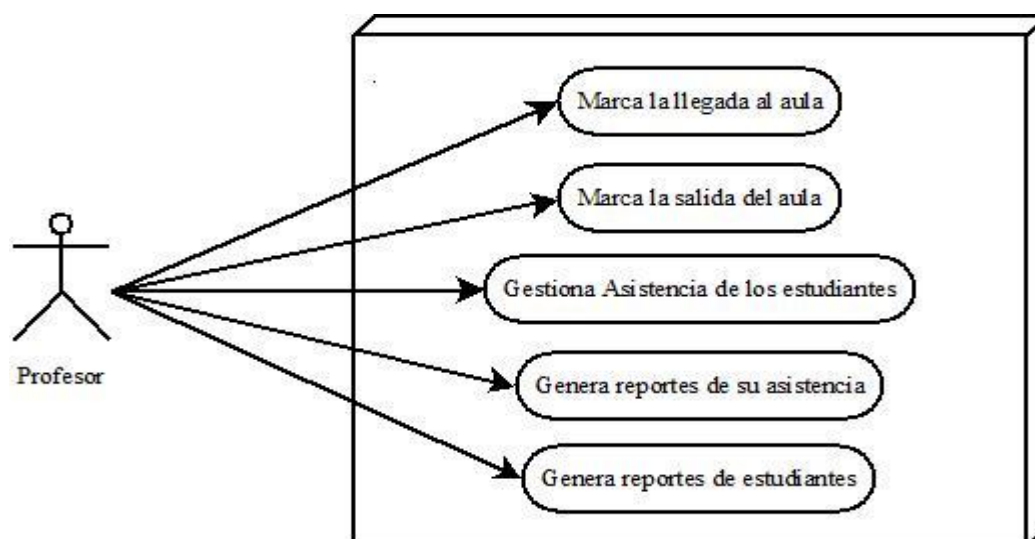 Marca la llegada al aula
Marca la salida del aula
Gestiona Asistencia de los estudiantes
Profesor
Genera reportes de su asistencia
Genera reportes de estudiantes